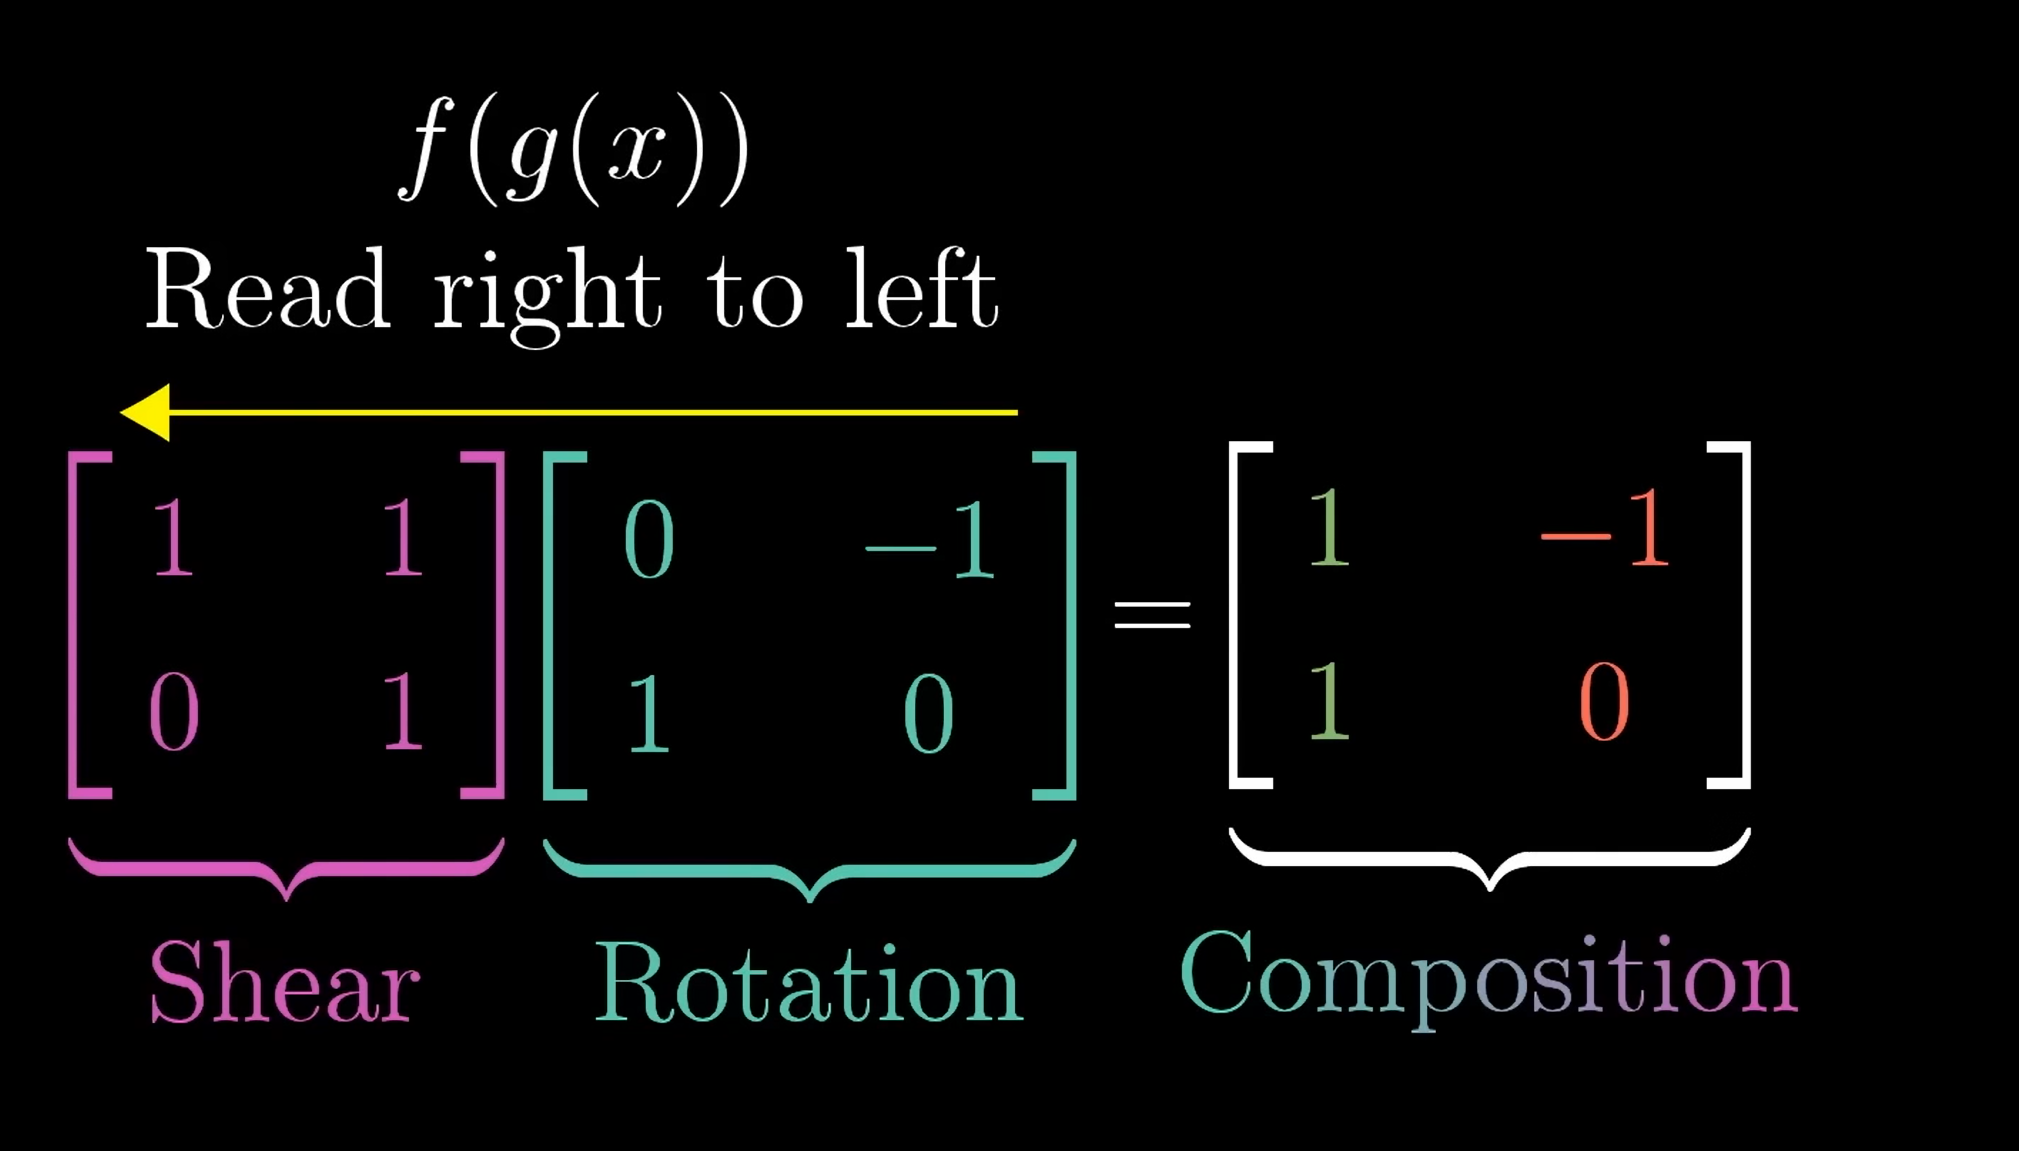 f(g(x))
Read right to left
1 1 0 −1 = 1 −1
0 1 1 0 1 0
Shear Rotation Composition